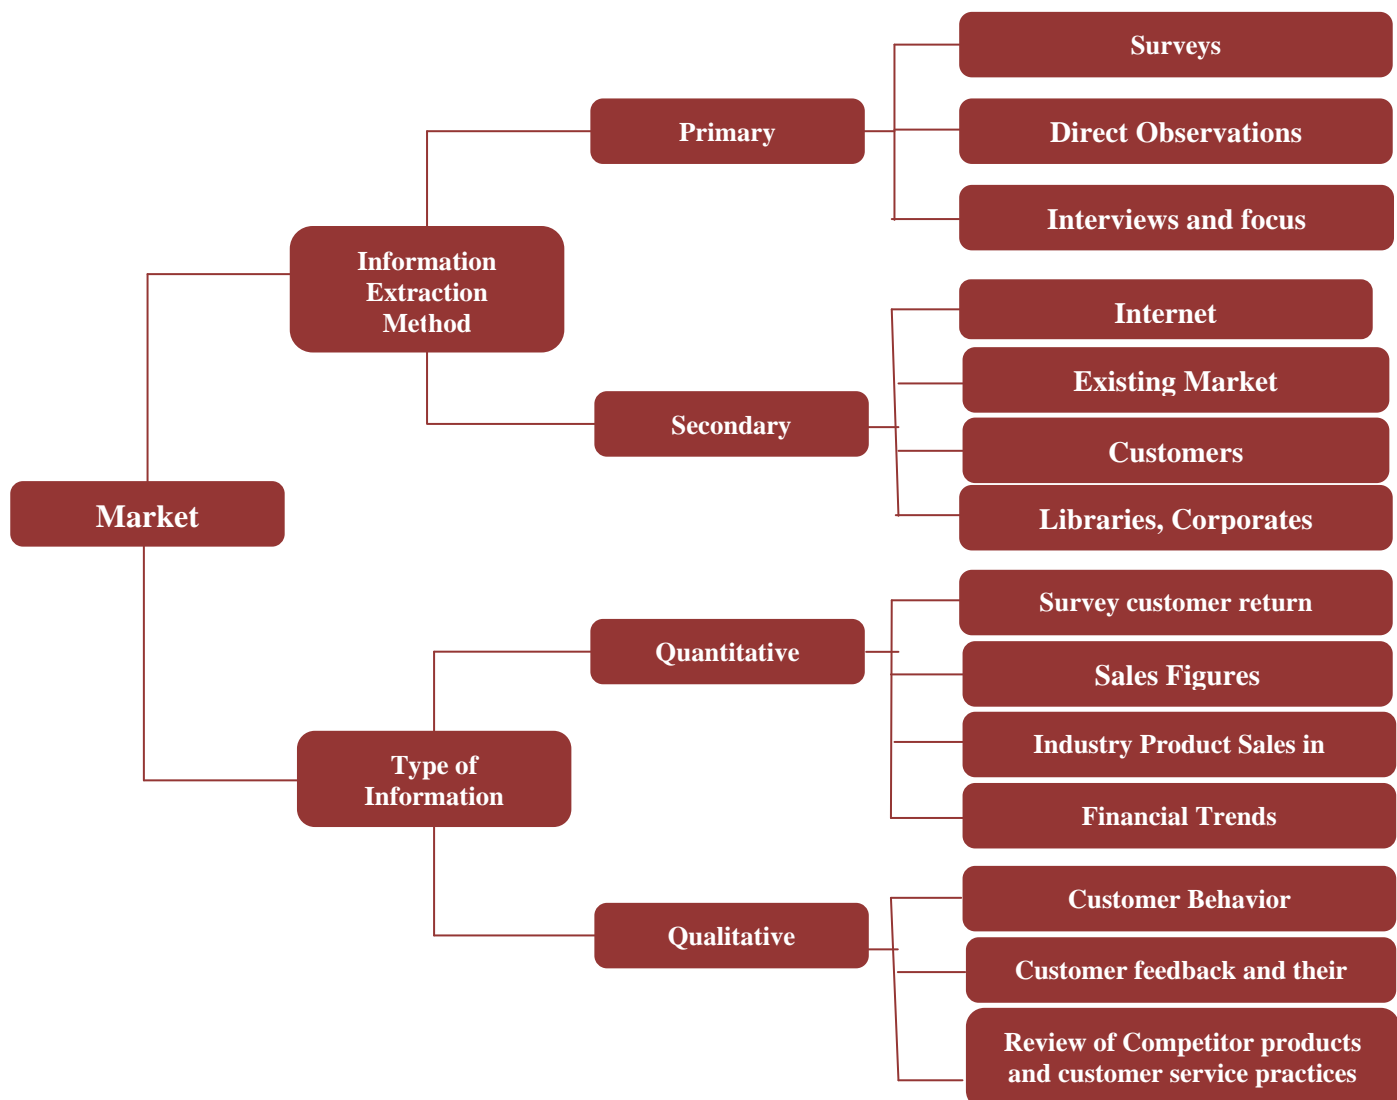 Surveys
Primary
Direct Observations
Interviews and focus
Information
Extraction
Method
Internet
Existing Market
Secondary
Customers
Libraries, Corporates
Market
Survey customer return
Quantitative
Sales Figures
Industry Product Sales in
Type of
Information
Financial Trends
Customer Behavior
Qualitative
Customer feedback and their
Review of Competitor products
and customer service practices